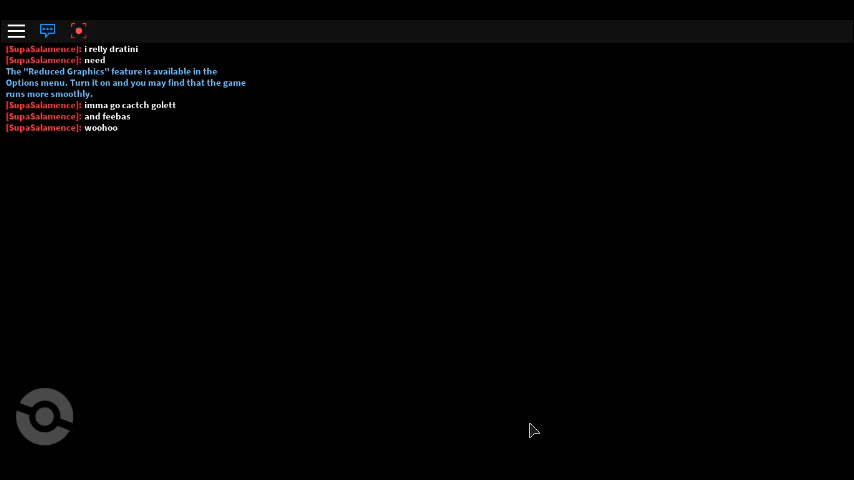 [SupaSalamence]: i relly dratini
[SupaSalamence]: need
The "Reduced Graphics" feature is available in the
Options menu. Turn it on and you may find that the game
runs more smoothly.
[SupaSalamence]: imma go cactch golett
[SupaSalamence]: and feebas
[SupaSalamence]: woohoo